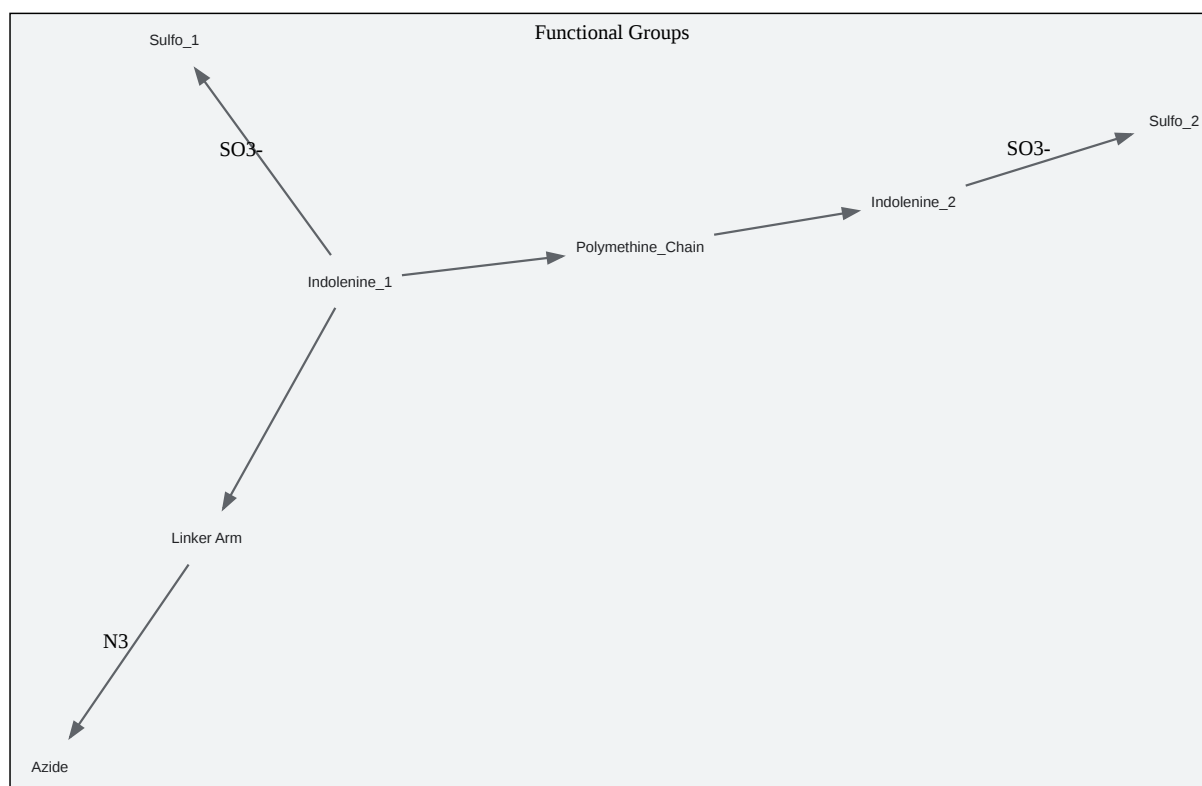 Functional Groups
Sulfo_1
Sulfo_2
SO3-
SO3-
Indolenine_2
Polymethine_Chain
Indolenine_1
Linker Arm
N3
Azide